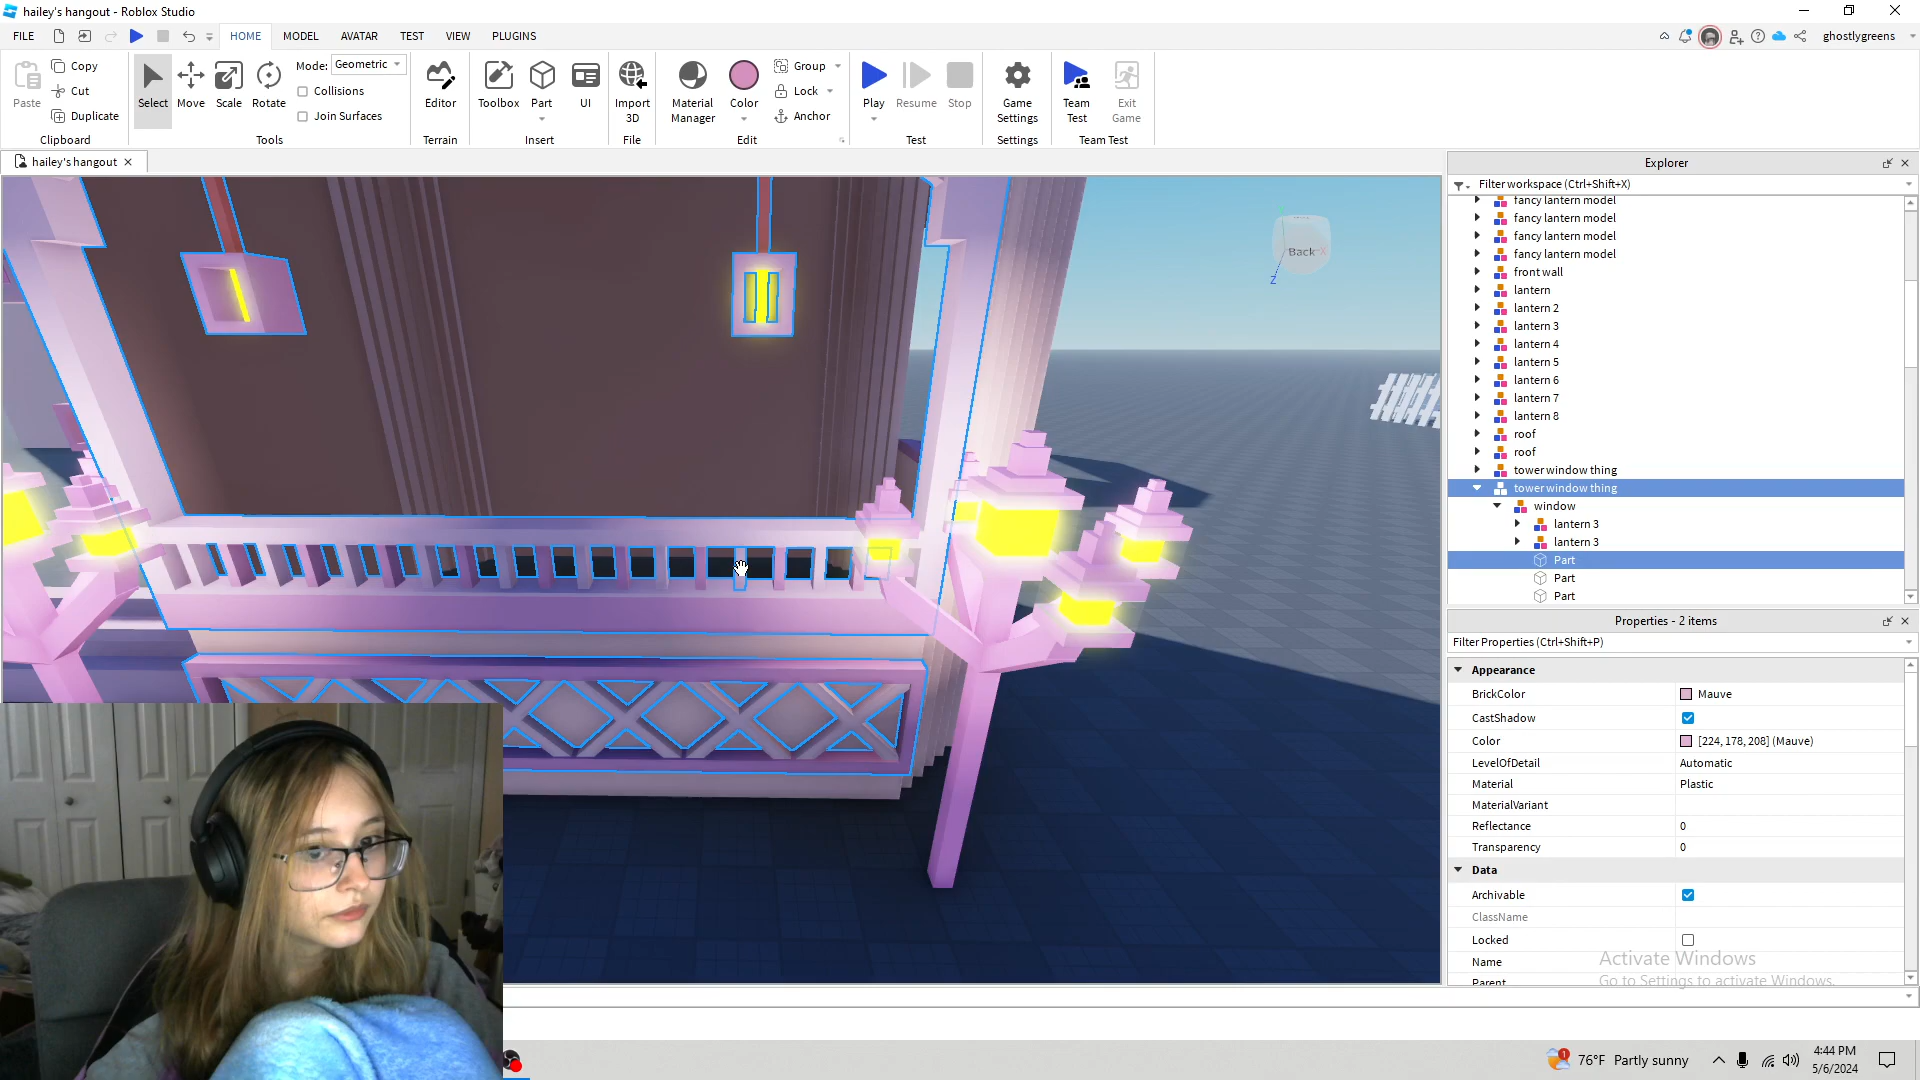 hailey's hangout - Roblox Studio
FILE
HOME
MODEL
AVATAR
TEST
VIEW
PLUGINS
ghostlygreens
Paste
Copy
Cut
Duplicate
Clipboard
Select
Move
Scale
Rotate
Mode: Geometric
Collisions
Join Surfaces
Tools
Editor
Terrain
Toolbox
Part
UI
Insert
Import
3D
File
Material
Manager
Color
Group
Lock
Anchor
Edit
Play
Resume
Stop
Test
Game
Settings
Settings
Team
Test
Exit
Game
Team Test
hailey's hangout
Back
X
Z
Explorer
Filter workspace (Ctrl+Shift+X)
fancy lantern model
fancy lantern model
fancy lantern model
fancy lantern model
front wall
lantern
lantern 2
lantern 3
lantern 4
lantern 5
lantern 6
lantern 7
lantern 8
roof
roof
tower window thing
tower window thing
window
lantern 3
lantern 3
Part
Part
Part
Properties - 2 items
Filter Properties (Ctrl+Shift+P)
Appearance
BrickColor Mauve
CastShadow
Color [224, 178, 208] (Mauve)
LevelOfDetail Automatic
Material Plastic
MaterialVariant
Reflectance 0
Transparency 0
Data
Archivable
ClassName
Locked
Name
Parent
Activate Windows
Go to Settings to activate Windows.
1
76°F Partly sunny
4:44 PM
5/6/2024